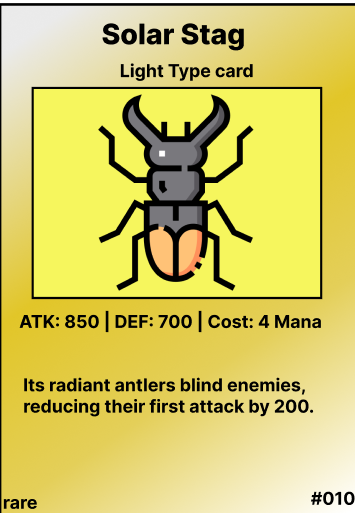 Solar Stag
Light Type card
ATK: 850 | DEF: 700 | Cost: 4 Mana
Its radiant antlers blind enemies,
reducing their first attack by 200.
rare
#010